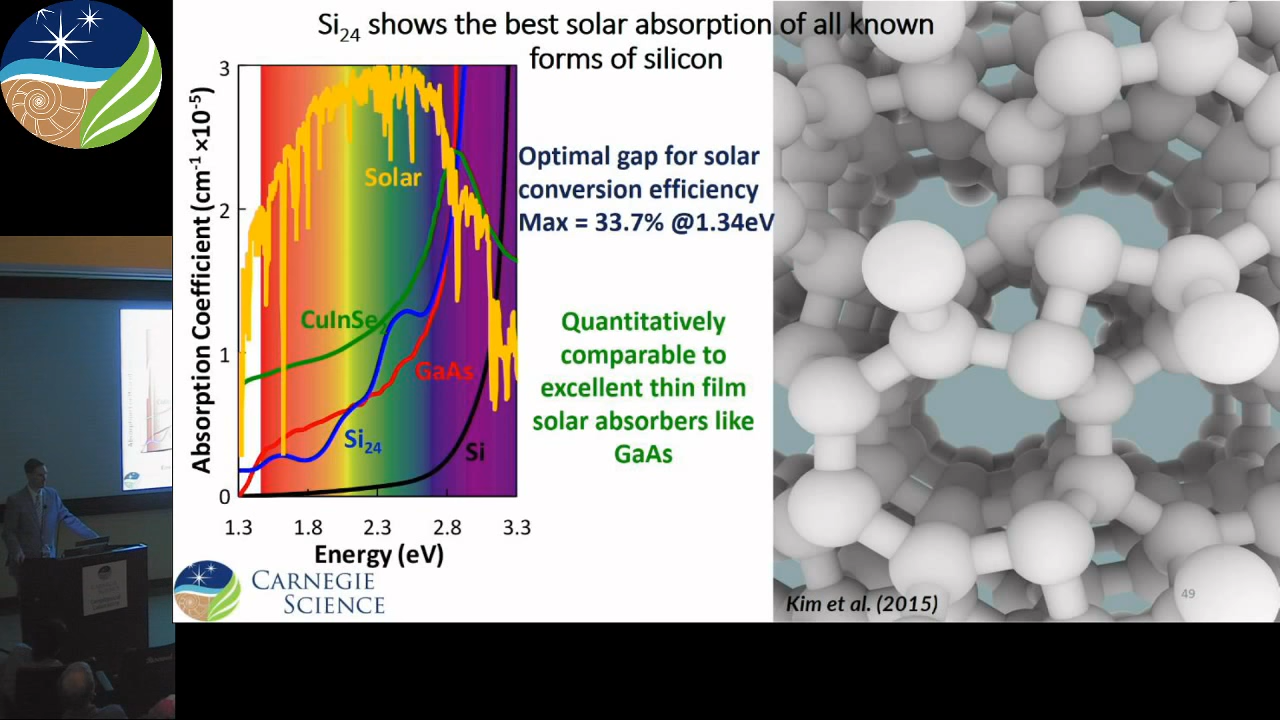 Si24 shows the best solar absorption of all known
forms of silicon
Absorption Coefficient (cm-1 ×10-5)
3
2
1
0
1.3 1.8 2.3 2.8 3.3
Energy (eV)
Solar
CuInSe2
GaAs
Si24
Si
Optimal gap for solar
conversion efficiency
Max = 33.7% @1.34eV
Quantitatively
comparable to
excellent thin film
solar absorbers like
GaAs
CARNEGIE
SCIENCE
Kim et al. (2015)
49